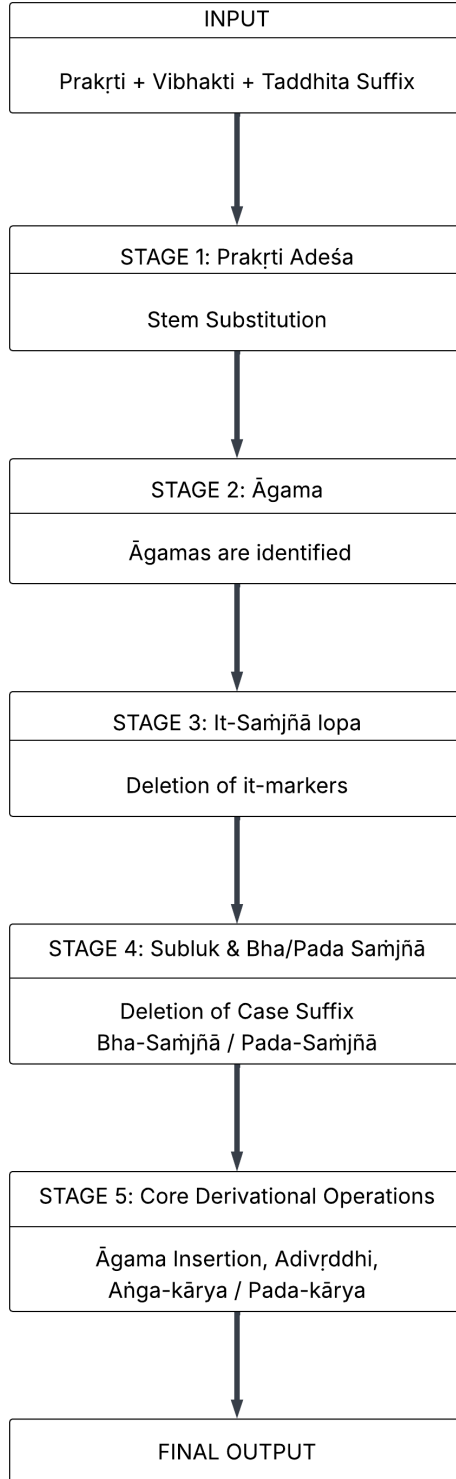 INPUT
Prakṛti + Vibhakti + Taddhita Suffix
STAGE 1: Prakṛti Adeśa
Stem Substitution
STAGE 2: Āgama
Āgamas are identified
STAGE 3: It-Saṁjñā lopa
Deletion of it-markers
STAGE 4: Subluk & Bha/Pada Saṁjñā
Deletion of Case Suffix
Bha-Saṁjñā / Pada-Saṁjñā
STAGE 5: Core Derivational Operations
Āgama Insertion, Adivṛddhi,
Aṅga-kārya / Pada-kārya
FINAL OUTPUT